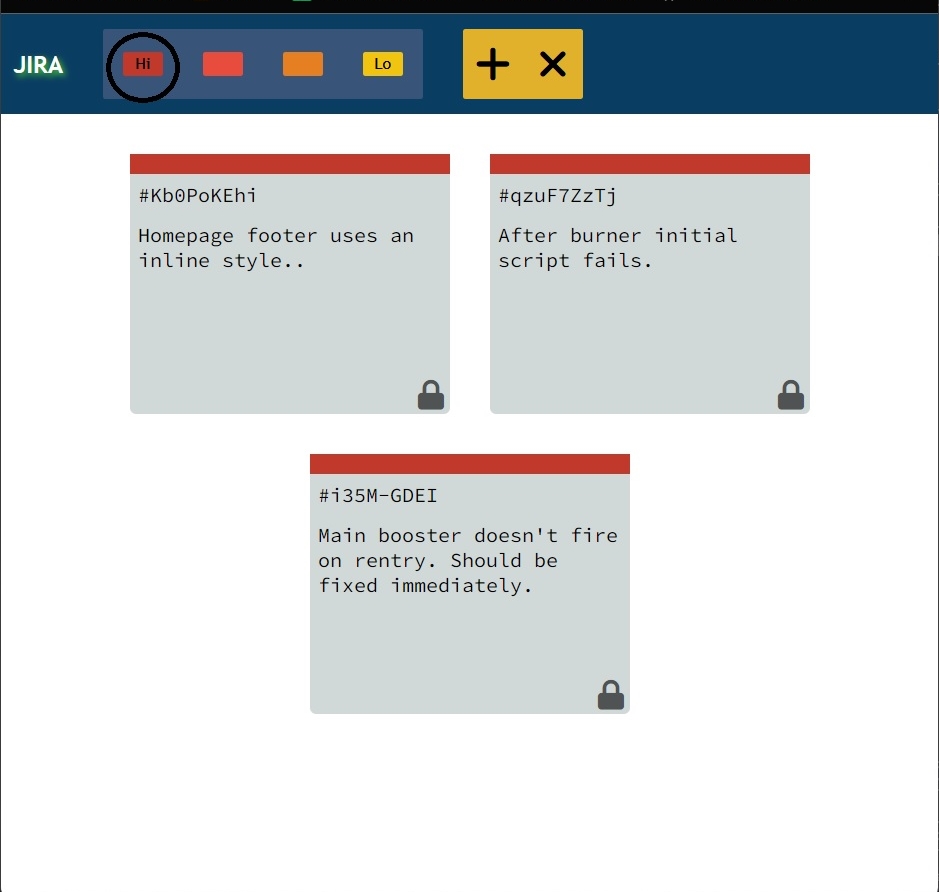 JIRA
Hi
Lo
#Kb0PoKEhi
Homepage footer uses an
inline style..
#qzuF7ZzTj
After burner initial
script fails.
#i35M-GDEI
Main booster doesn't fire
on rentry. Should be
fixed immediately.